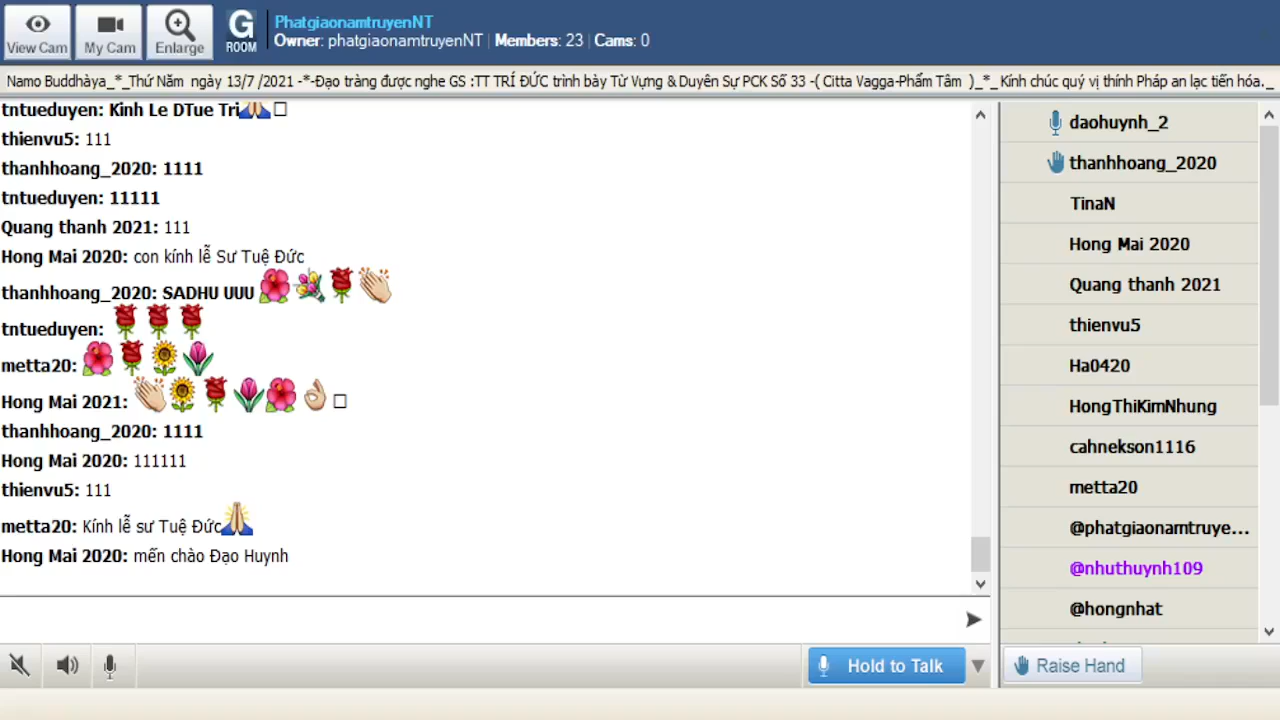 View Cam
My Cam
Enlarge
G
ROOM
PhatgiaonamtruyenNT
Owner: phatgiaonamtruyenNT | Members: 23 | Cams: 0
Namo Buddhàya_*_Thứ Năm ngày 13/7 /2021 -*-Đạo tràng được nghe GS :TT TRÍ ĐỨC trình bày Từ Vựng & Duyên Sự PCK Số 33 -( Citta Vagga-Phẩm Tâm )_*_ Kính chúc quý vị thính Pháp an lạc tiến hóa._
tntueduyen: Kinh Le DTue Tri🙏□
thienvu5: 111
thanhhoang_2020: 1111
tntueduyen: 11111
Quang thanh 2021: 111
Hong Mai 2020: con kính lễ Sư Tuệ Đức
thanhhoang_2020: SADHU UUU 🌺💐🌹👏
tntueduyen: 🌹🌹🌹
metta20: 🌺🌹🌻🌷
Hong Mai 2021: 👏🌻🌹🌷🌺👌□
thanhhoang_2020: 1111
Hong Mai 2020: 111111
thienvu5: 111
metta20: Kính lễ sư Tuệ Đức🙏
Hong Mai 2020: mến chào Đạo Huynh
Hold to Talk
daohuynh_2
thanhhoang_2020
TinaN
Hong Mai 2020
Quang thanh 2021
thienvu5
Ha0420
HongThiKimNhung
cahnekson1116
metta20
@phatgiaonamtruye...
@nhuthuynh109
@hongnhat
Raise Hand